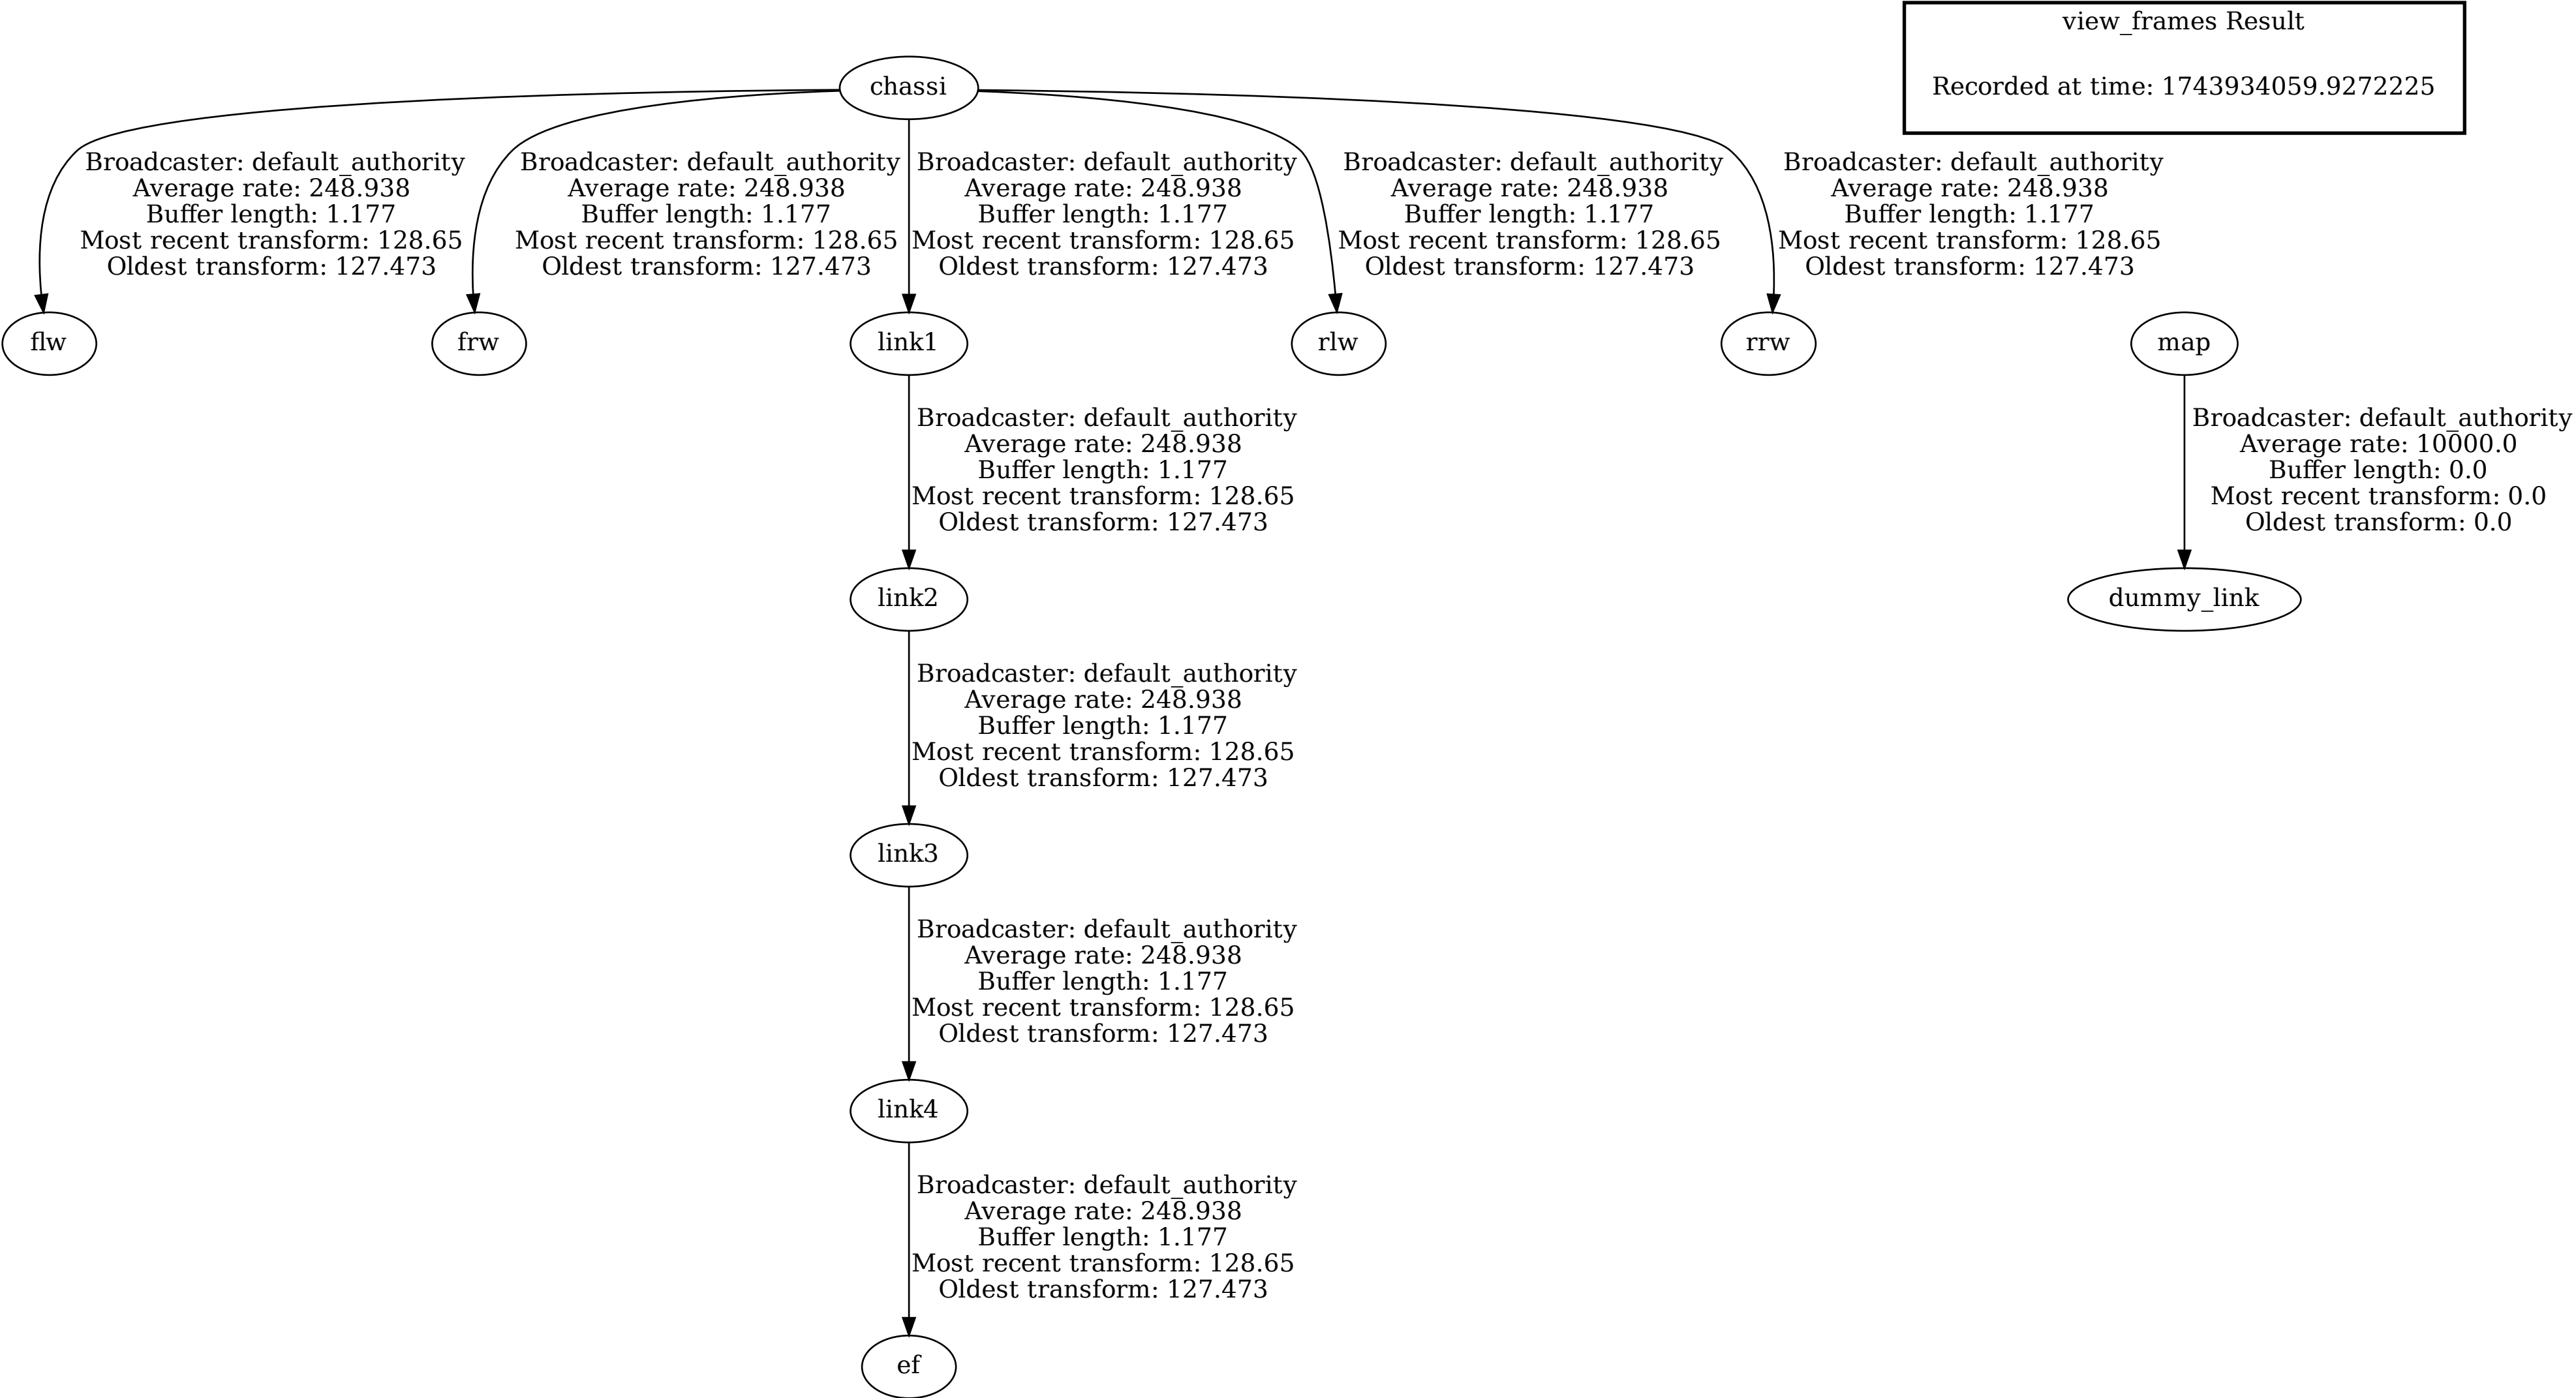 view_frames Result
Recorded at time: 1743934059.9272225
chassi
Broadcaster: default_authority
Average rate: 248.938
Buffer length: 1.177
Most recent transform: 128.65
Oldest transform: 127.473
Broadcaster: default_authority
Average rate: 248.938
Buffer length: 1.177
Most recent transform: 128.65
Oldest transform: 127.473
Broadcaster: default_authority
Average rate: 248.938
Buffer length: 1.177
Most recent transform: 128.65
Oldest transform: 127.473
Broadcaster: default_authority
Average rate: 248.938
Buffer length: 1.177
Most recent transform: 128.65
Oldest transform: 127.473
Broadcaster: default_authority
Average rate: 248.938
Buffer length: 1.177
Most recent transform: 128.65
Oldest transform: 127.473
flw
frw
link1
rlw
rrw
map
Broadcaster: default_authority
Average rate: 248.938
Buffer length: 1.177
Most recent transform: 128.65
Oldest transform: 127.473
Broadcaster: default_authority
Average rate: 10000.0
Buffer length: 0.0
Most recent transform: 0.0
Oldest transform: 0.0
link2
dummy_link
Broadcaster: default_authority
Average rate: 248.938
Buffer length: 1.177
Most recent transform: 128.65
Oldest transform: 127.473
link3
Broadcaster: default_authority
Average rate: 248.938
Buffer length: 1.177
Most recent transform: 128.65
Oldest transform: 127.473
link4
Broadcaster: default_authority
Average rate: 248.938
Buffer length: 1.177
Most recent transform: 128.65
Oldest transform: 127.473
ef